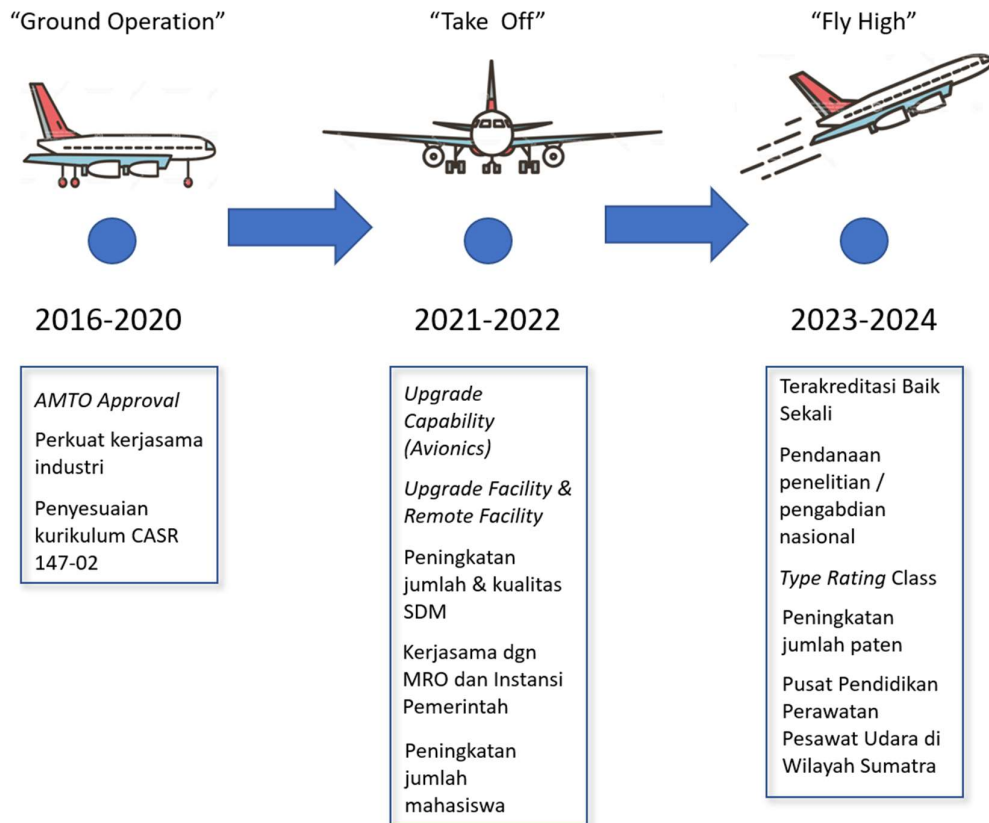 “Ground Operation”
“Take  Off”
“Fly High”
2016-2020
2021-2022
2023-2024
AMTO Approval
Perkuat kerjasama
industri
Penyesuaian
kurikulum CASR
147-02
Upgrade
Capability
(Avionics)
Upgrade Facility &
Remote Facility
Peningkatan
jumlah & kualitas
SDM
Kerjasama dgn
MRO dan Instansi
Pemerintah
Peningkatan
jumlah
mahasiswa
Terakreditasi Baik
Sekali
Pendanaan
penelitian /
pengabdian
nasional
Type Rating Class
Peningkatan
jumlah paten
Pusat Pendidikan
Perawatan
Pesawat Udara di
Wilayah Sumatra